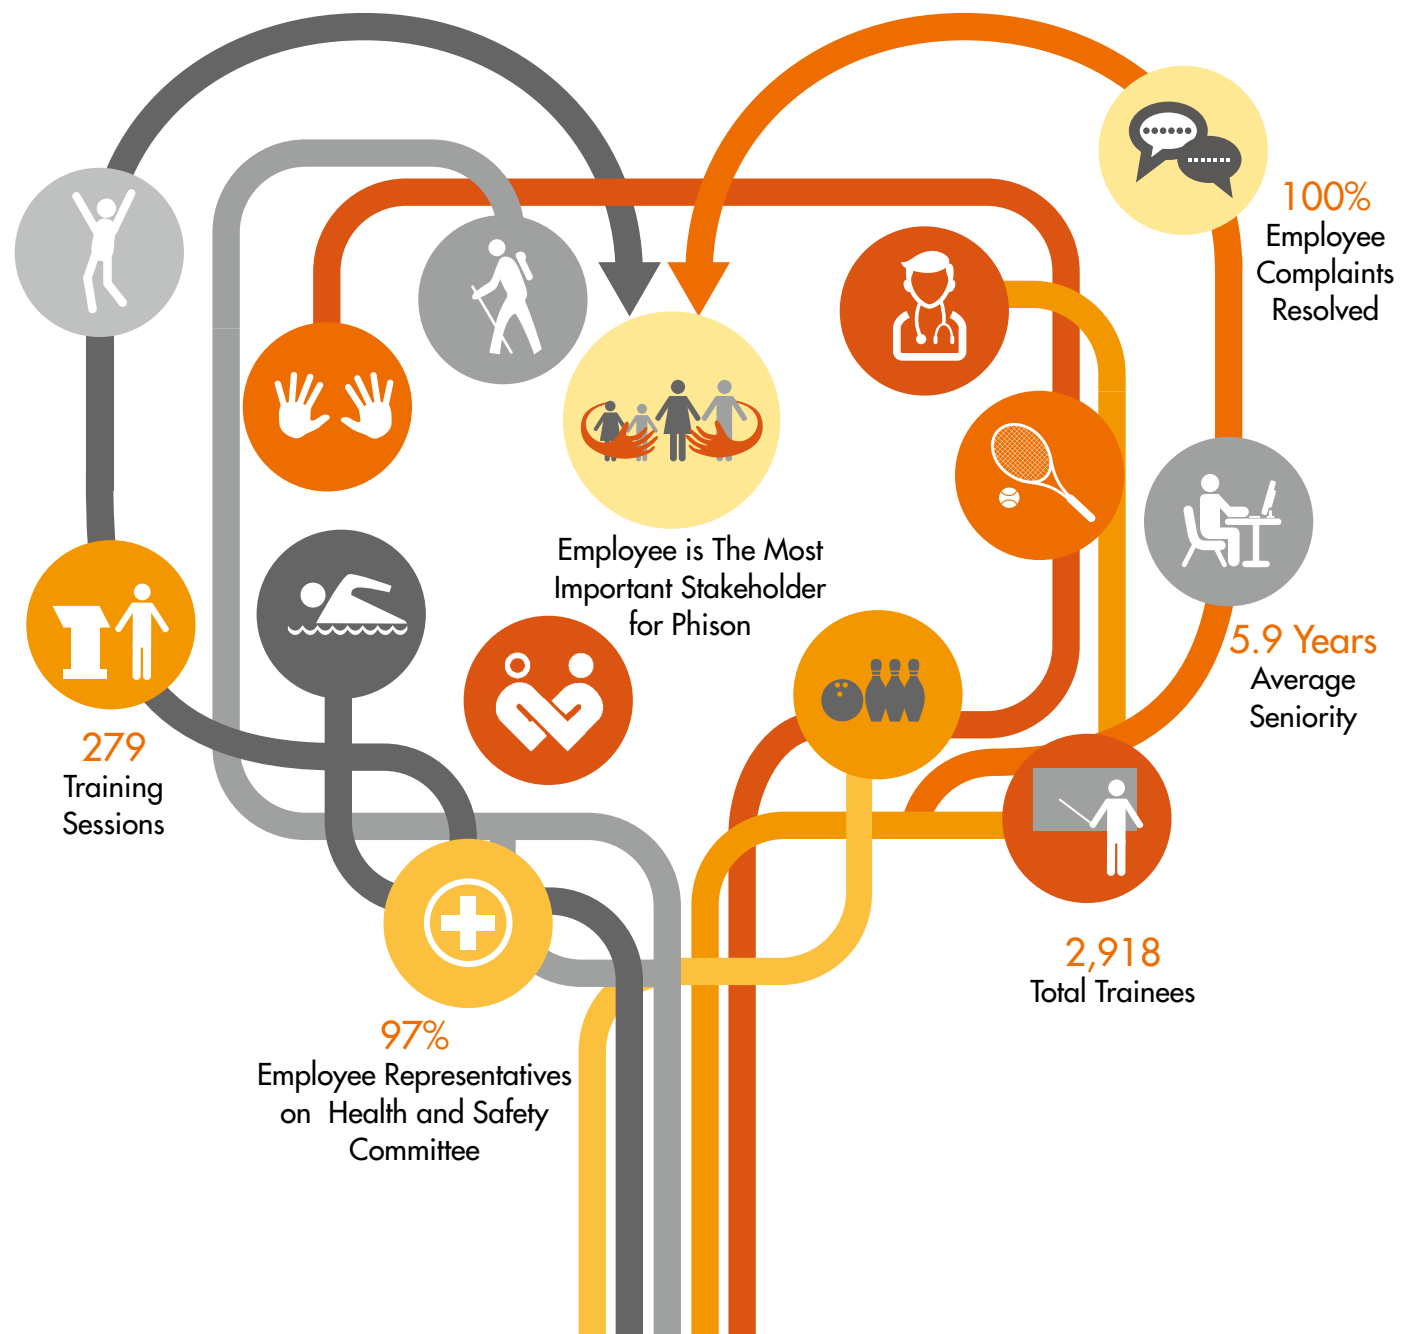 100%
Employee
Complaints
Resolved
Employee is The Most
Important Stakeholder
for Phison
5.9 Years
Average
Seniority
279
Training
Sessions
2,918
Total Trainees
97%
Employee Representatives
on Health and Safety
Committee